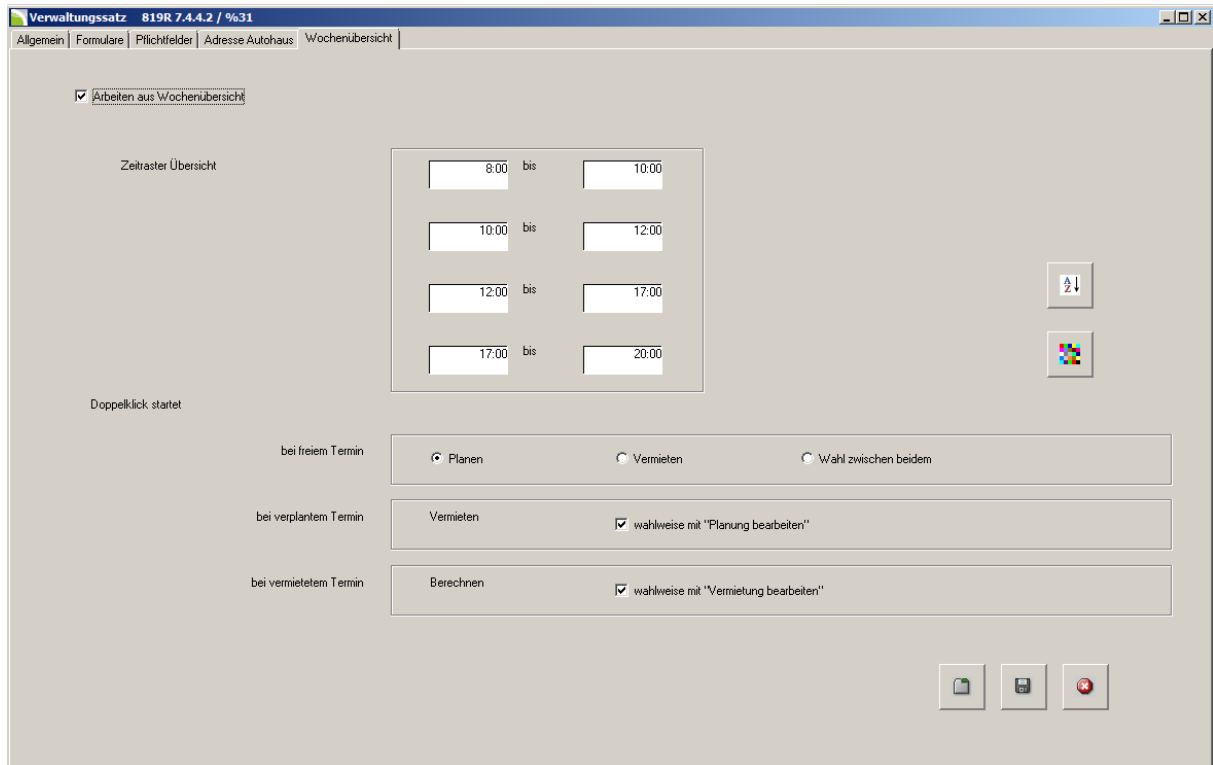 Verwaltungssatz 819R 7.4.4.2 / %31
Allgemein Formulare Pflichtfelder Adresse Autohaus Wochenübersicht
Arbeiten aus Wochenübersicht
Zeitraster Übersicht 8:00 bis 10:00
10:00 bis 12:00
12:00 bis 17:00
17:00 bis 20:00
Doppelklick startet
bei freiem Termin Planen Vermieten Wahl zwischen beidem
bei verplantem Termin Vermieten wahlweise mit "Planung bearbeiten"
bei vermietetem Termin Berechnen wahlweise mit "Vermietung bearbeiten"